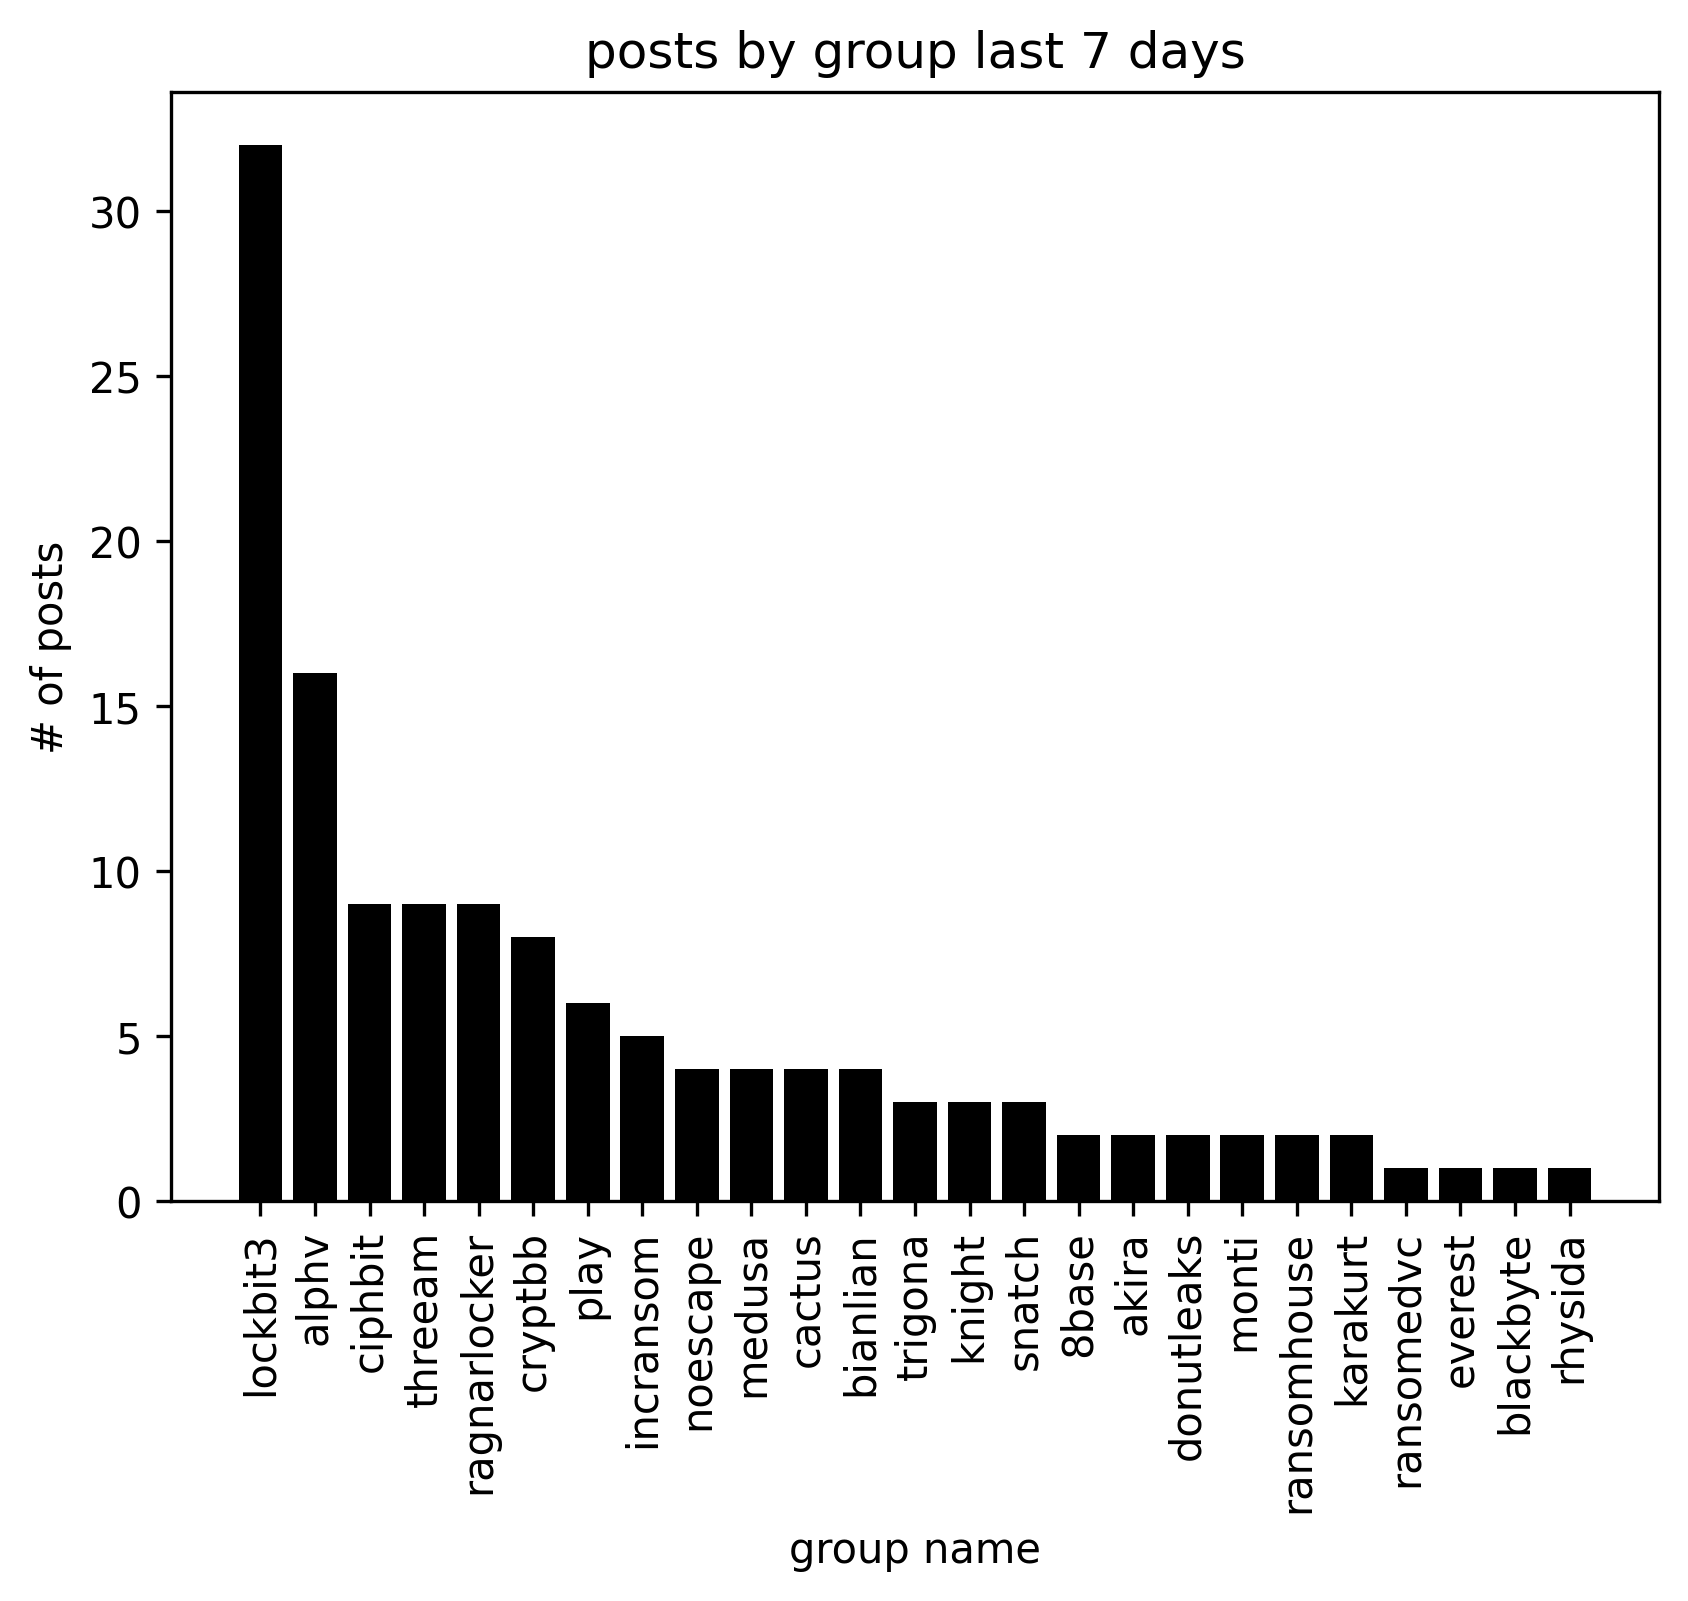 posts by group last 7 days
# of posts
30
25
20
15
10
5
0
lockbit3
alphv
ciphbit
threeam
ragnarlocker
cryptbb
play
incransom
noescape
medusa
cactus
bianlian
trigona
knight
snatch
8base
akira
donutleaks
monti
ransomhouse
karakurt
ransomedvc
everest
blackbyte
rhysida
group name